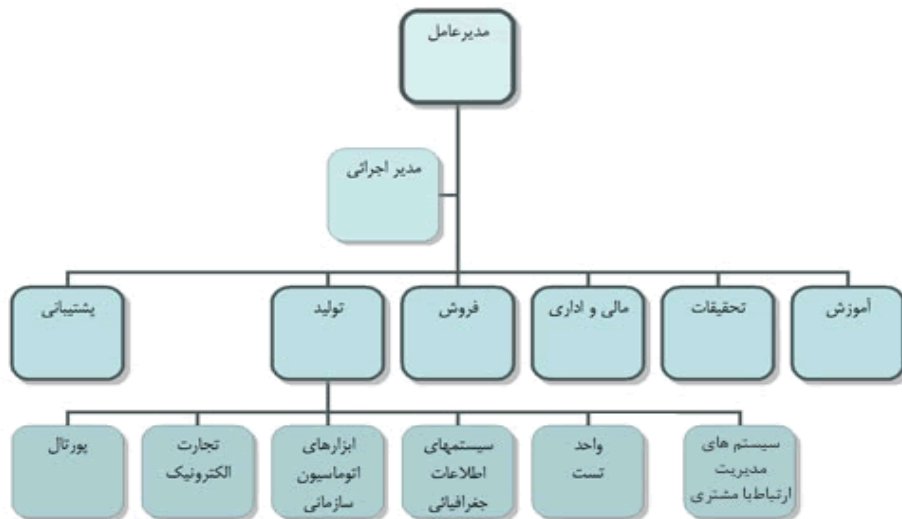 مدیرعامل
مدیر اجرائی
آموزش
تحقیقات
مالی و اداری
فروش
تولید
پشتیبانی
سیستم های
مدیریت
ارتباطبا مشتری
واحد
تست
سیستمهای
اطلاعات
جغرافیائی
ابزارهای
اتوماسیون
سازمانی
تجارت
الکترونیک
پورتال